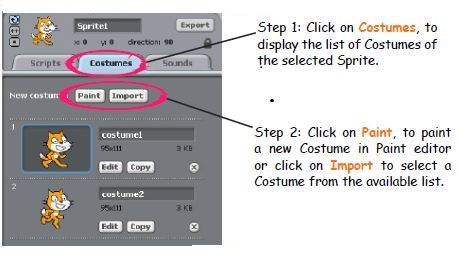 Sprite1
Export
x: 0 y: 0 direction: 90
Scripts
Costumes
Sounds
Step 1: Click on Costumes, to
display the list of Costumes of
the selected Sprite.
New costum
Paint
Import
Step 2: Click on Paint, to paint
a new Costume in Paint editor
or click on Import to select a
Costume from the available list.
1
costume1
95x111 3 KB
Edit Copy
2
costume2
95x111 3 KB
Edit Copy